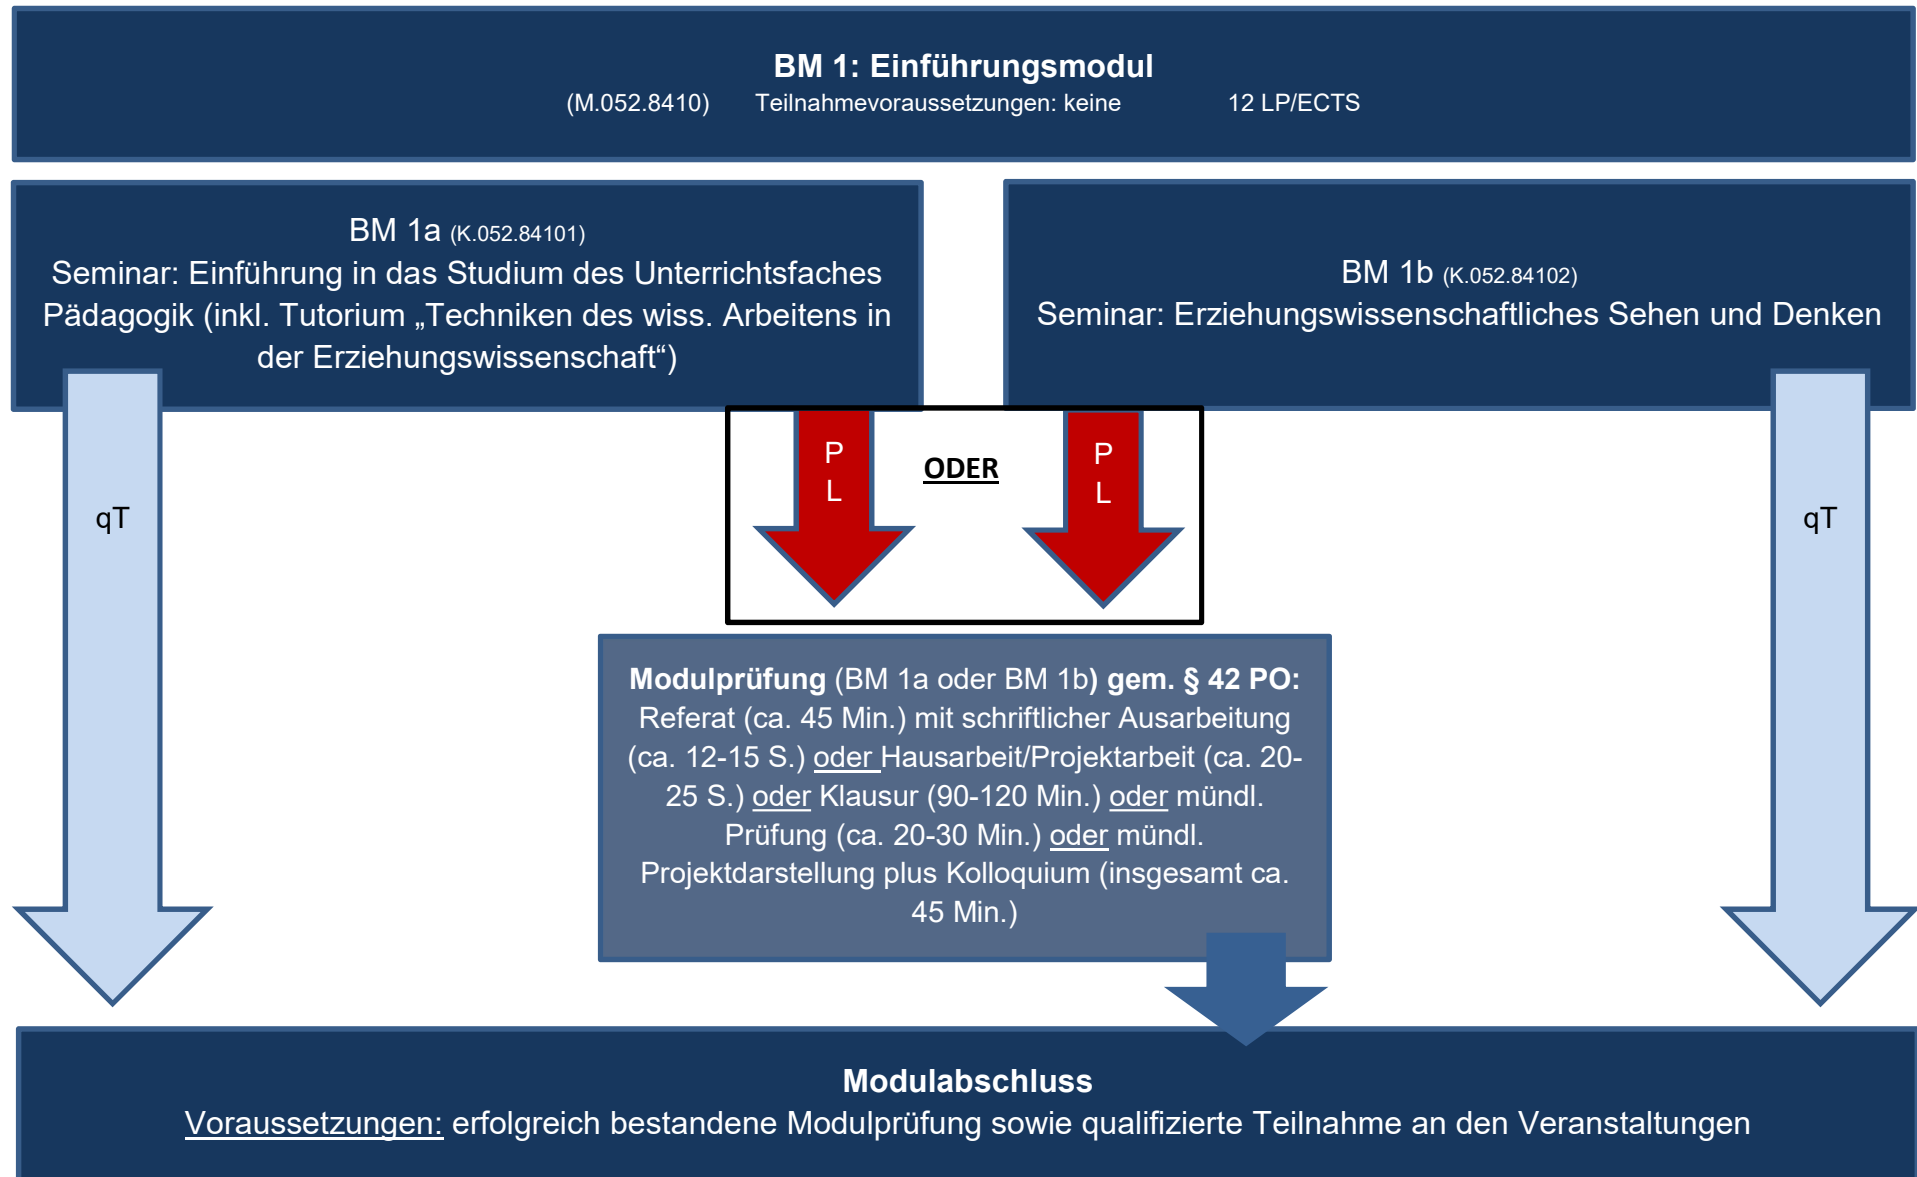 BM 1: Einführungsmodul
(M.052.8410) Teilnahmevoraussetzungen: keine 12 LP/ECTS
BM 1a (K.052.84101)
Seminar: Einführung in das Studium des Unterrichtsfaches
Pädagogik (inkl. Tutorium „Techniken des wiss. Arbeitens in
der Erziehungswissenschaft“)
BM 1b (K.052.84102)
Seminar: Erziehungswissenschaftliches Sehen und Denken
qT
P
L
ODER
P
L
qT
Modulprüfung (BM 1a oder BM 1b) gem. § 42 PO:
Referat (ca. 45 Min.) mit schriftlicher Ausarbeitung
(ca. 12-15 S.) oder Hausarbeit/Projektarbeit (ca. 20-
25 S.) oder Klausur (90-120 Min.) oder mündl.
Prüfung (ca. 20-30 Min.) oder mündl.
Projektdarstellung plus Kolloquium (insgesamt ca.
45 Min.)
Modulabschluss
Voraussetzungen: erfolgreich bestandene Modulprüfung sowie qualifizierte Teilnahme an den Veranstaltungen